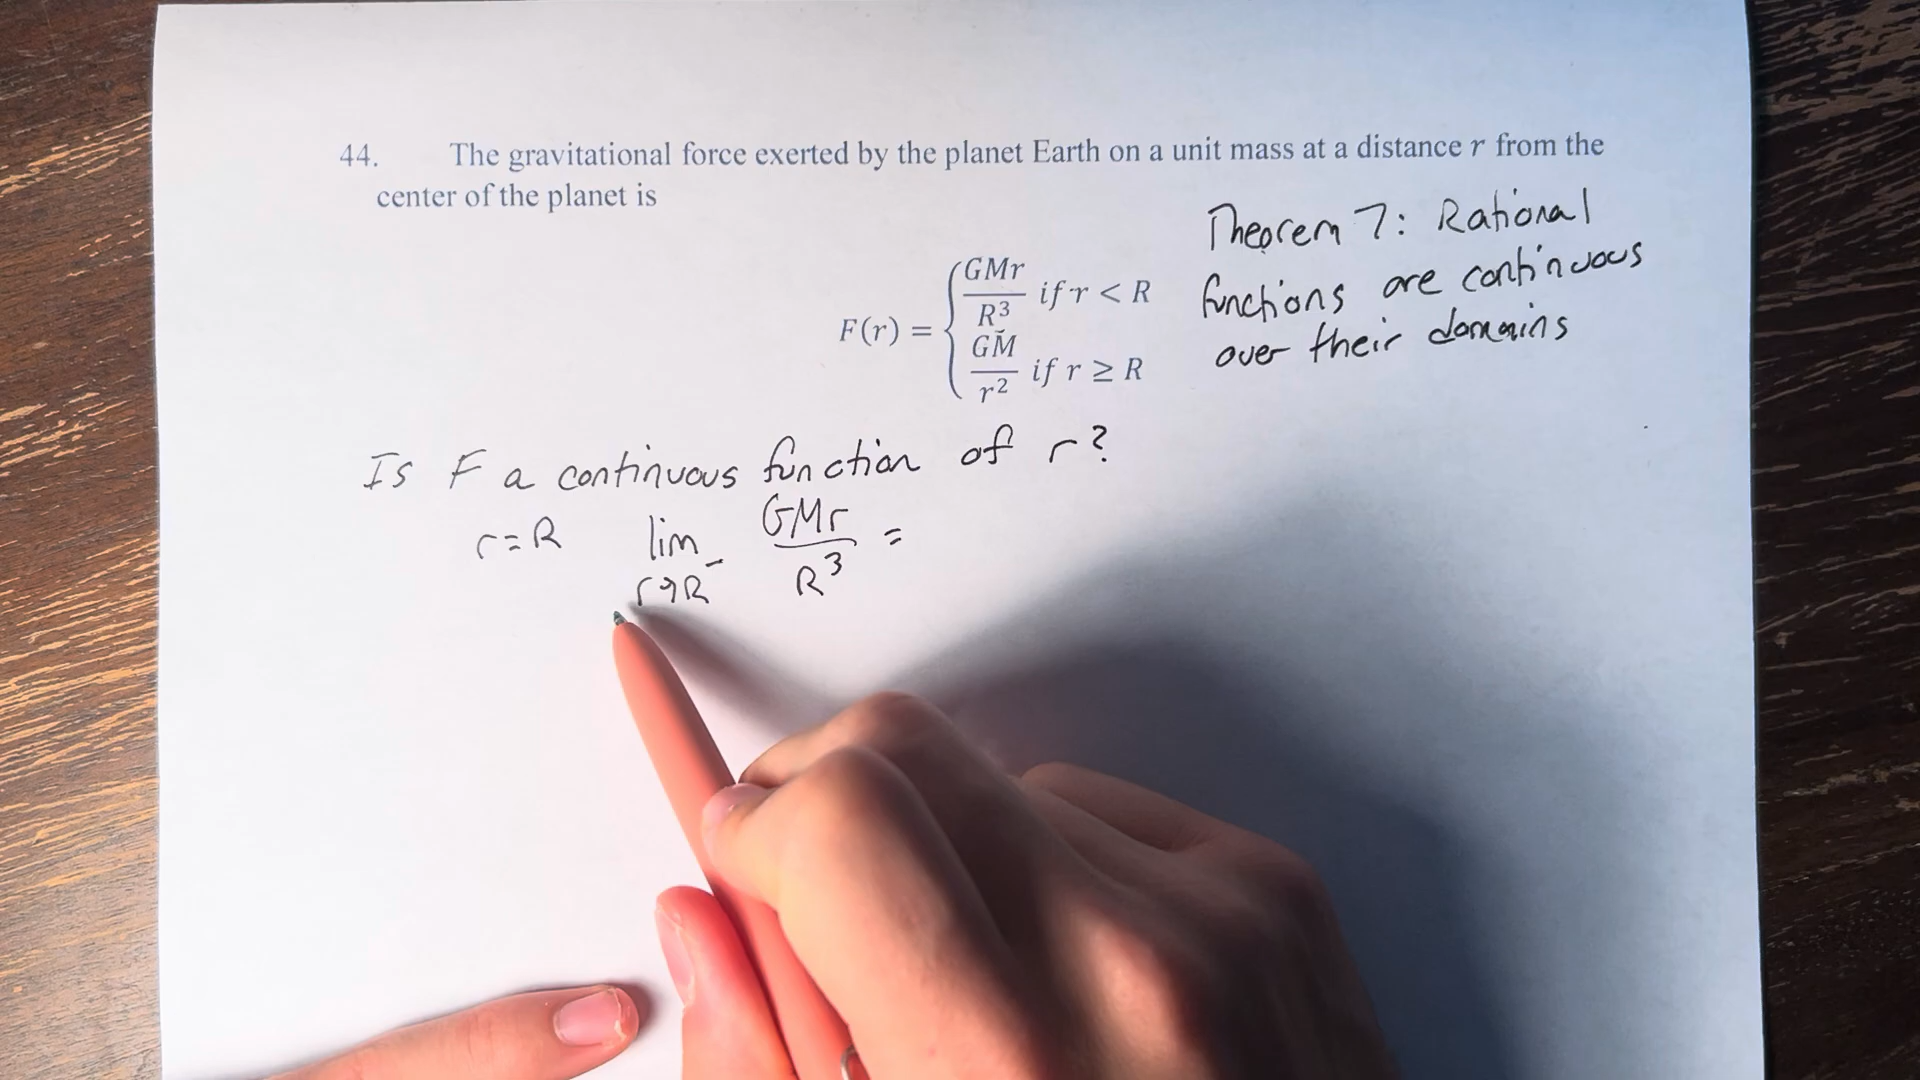 44. The gravitational force exerted by the planet Earth on a unit mass at a distance r from the
center of the planet is
F(r) = { GMr/R³ if r < R
GM/r² if r ≥ R
Theorem 7: Rational
functions are continuous
over their domains
Is F a continuous function of r?
r=R lim r→R⁻ GMr/R³ =